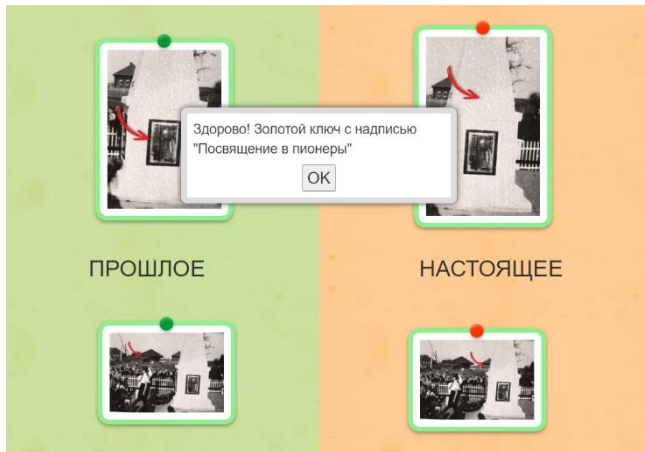 Здорово! Золотой ключ с надписью
"Посвящение в пионеры"
OK
ПРОШЛОЕ
НАСТОЯЩЕЕ